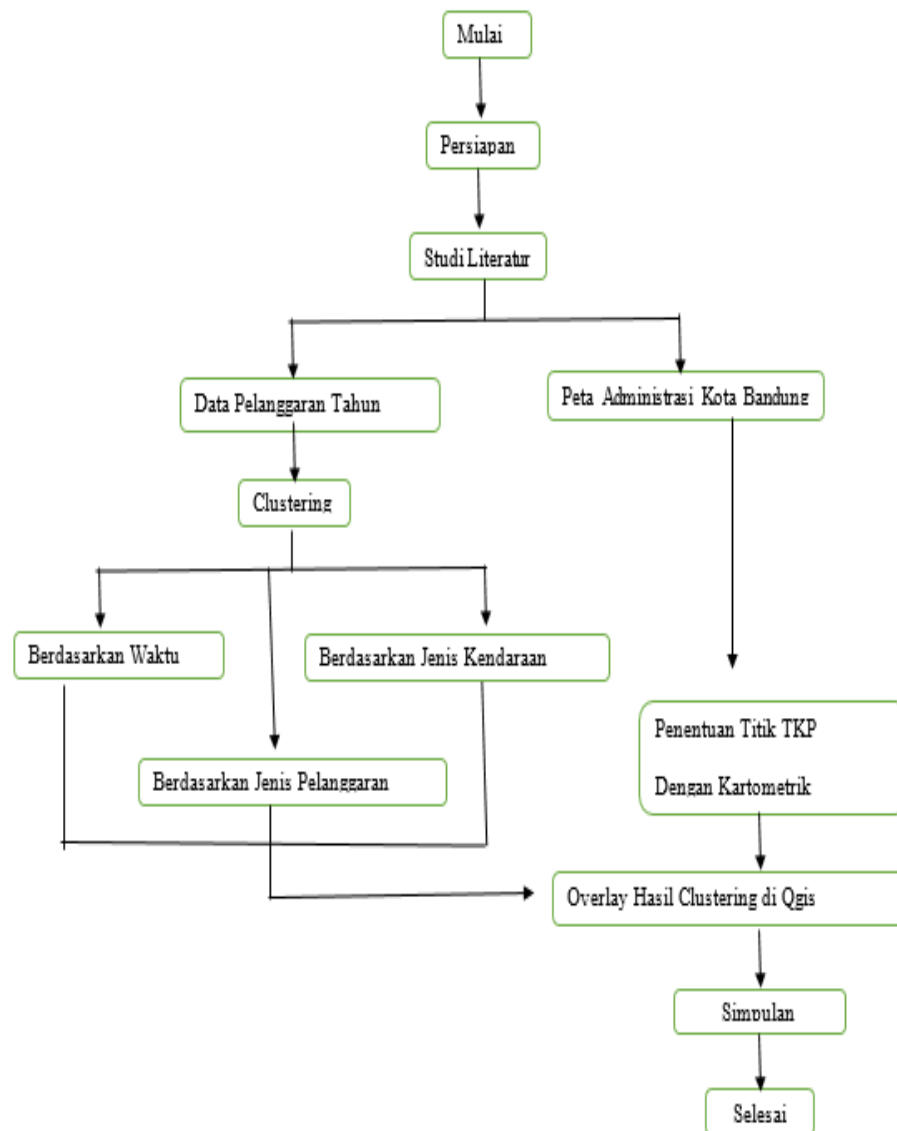 Mulai
Persiapan
Studi Literatur
Data Pelanggaran Tahun
Peta Administrasi Kota Bandung
Clustering
Berdasarkan Waktu
Berdasarkan Jenis Kendaraan
Berdasarkan Jenis Pelanggaran
Penentuan Titik TKP
Dengan Kartometrik
Overlay Hasil Clustering di Qgis
Simpulan
Selesai